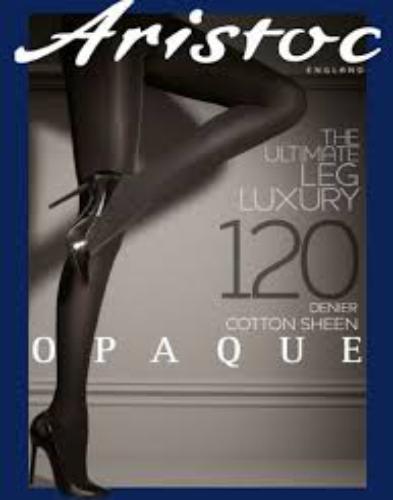 Aristoc
ENGLAND
THE
ULTIMATE
LEG
LUXURY
120
DENIER
COTTON SHEEN
OPAQUE